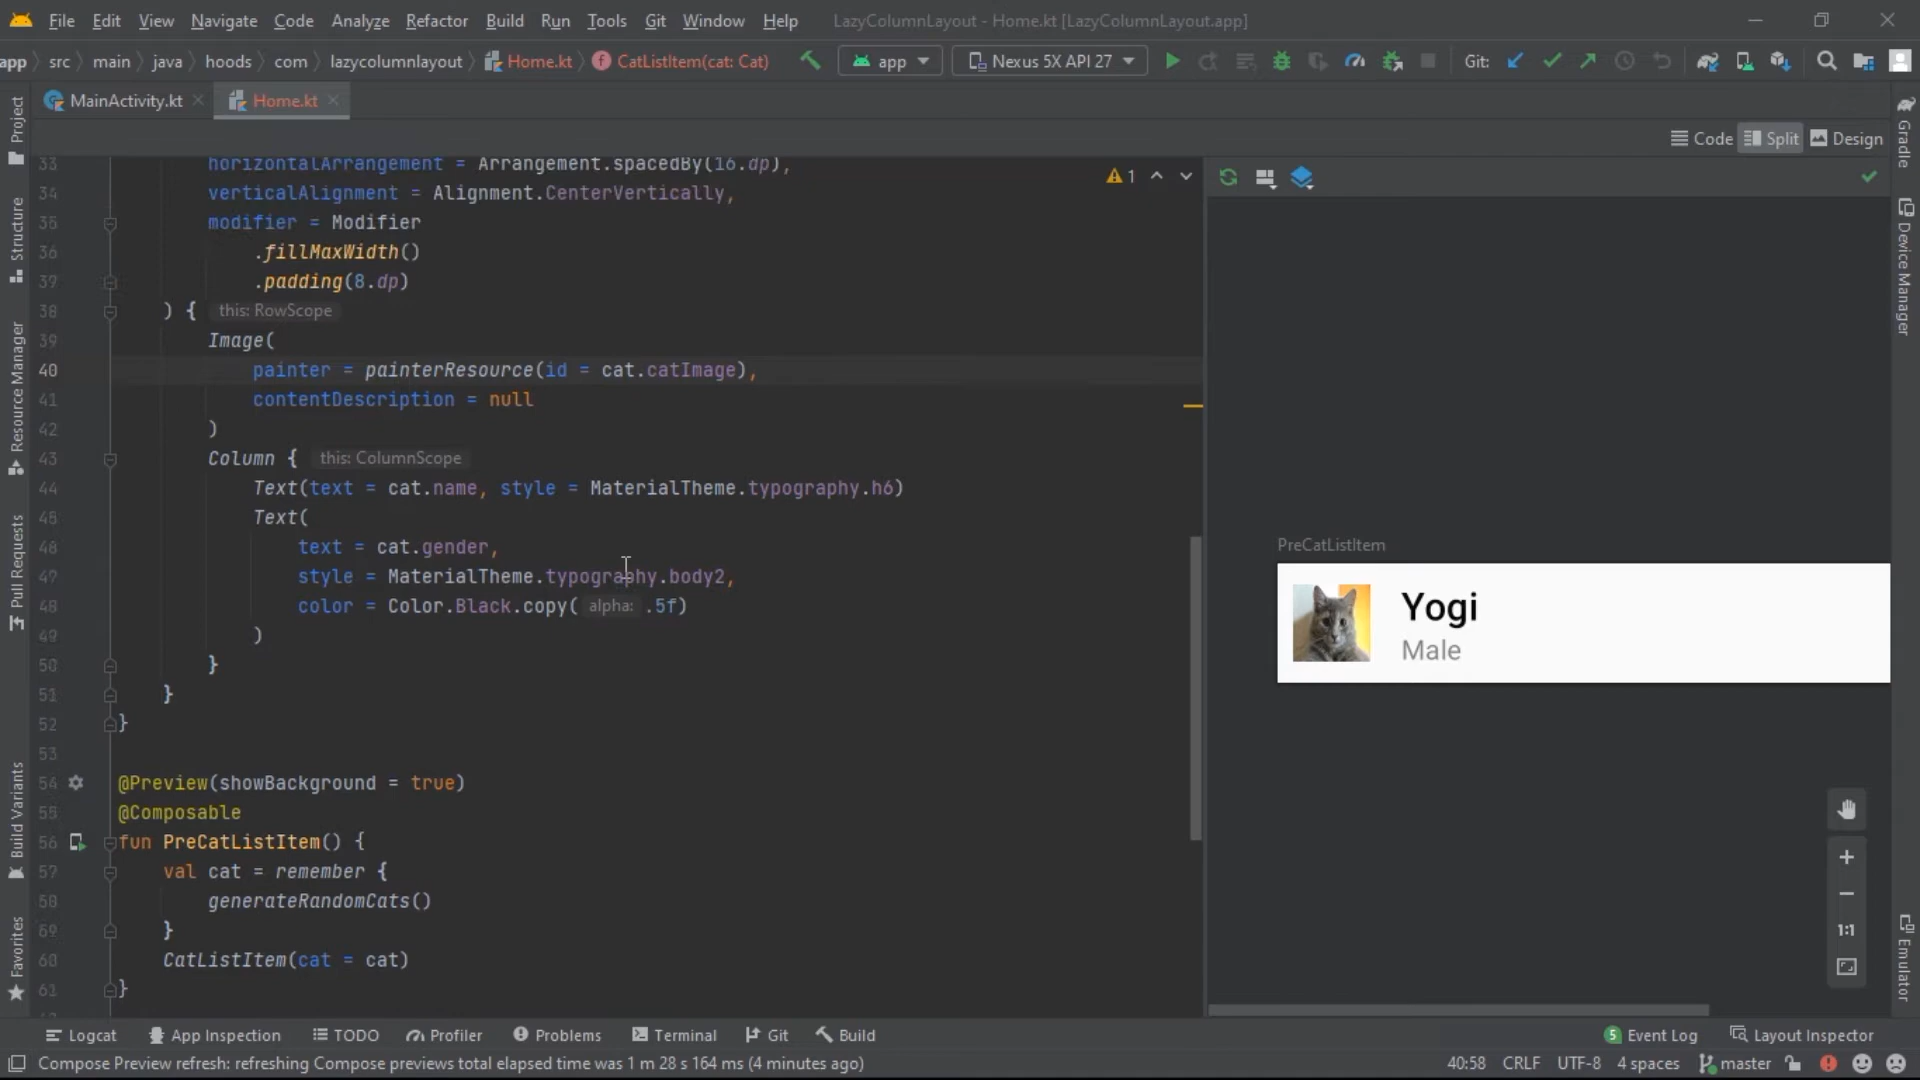 File Edit View Navigate Code Analyze Refactor Build Run Tools Git Window Help LazyColumnLayout - Home.kt [LazyColumnLayout.app]
app src main java hoods com lazycolumnlayout Home.kt CatListItem(cat: Cat) app Nexus 5X API 27 Git:
MainActivity.kt Home.kt
Code Split Design
Project
Structure
Resource Manager
Pull Requests
Build Variants
Favorites
33 horizontalArrangement = Arrangement.spacedBy(16.dp),
34 verticalAlignment = Alignment.CenterVertically,
35 modifier = Modifier
36 .fillMaxWidth()
37 .padding(8.dp)
38 ) { this: RowScope
39 Image(
40 painter = painterResource(id = cat.catImage),
41 contentDescription = null
42 )
43 Column { this: ColumnScope
44 Text(text = cat.name, style = MaterialTheme.typography.h6)
45 Text(
46 text = cat.gender,
47 style = MaterialTheme.typography.body2,
48 color = Color.Black.copy( alpha: .5f)
49 )
50 }
51 }
52 }
53
54 @Preview(showBackground = true)
55 @Composable
56 fun PreCatListItem() {
57 val cat = remember {
58 generateRandomCats()
59 }
60 CatListItem(cat = cat)
61 }
1
PreCatListItem
Yogi
Male
1:1
Gradle
Device Manager
Emulator
Logcat App Inspection TODO Profiler Problems Terminal Git Build 5 Event Log Layout Inspector
Compose Preview refresh: refreshing Compose previews total elapsed time was 1 m 28 s 164 ms (4 minutes ago) 40:58 CRLF UTF-8 4 spaces master